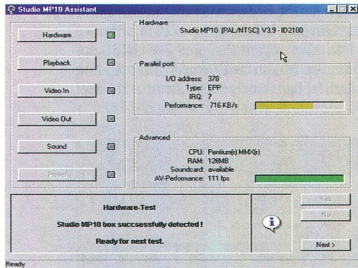 Studio MP10 Assistant
Hardware
Playback
Video In
Video Out
Sound
Hardware
Studio MP10 (PAL/NTSC) V3.9 - ID2100
Parallel port
I/O address: 378
Type: EPP
IRQ: 7
Performance: 716 KB/s
Advanced
CPU: Pentium(r) MMX(r)
RAM: 128MB
Soundcard: available
AV-Performance: 111 fps
Hardware-Test
Studio MP10 box succsessfully detected !
Ready for next test.
Yes
No
Next >
Ready